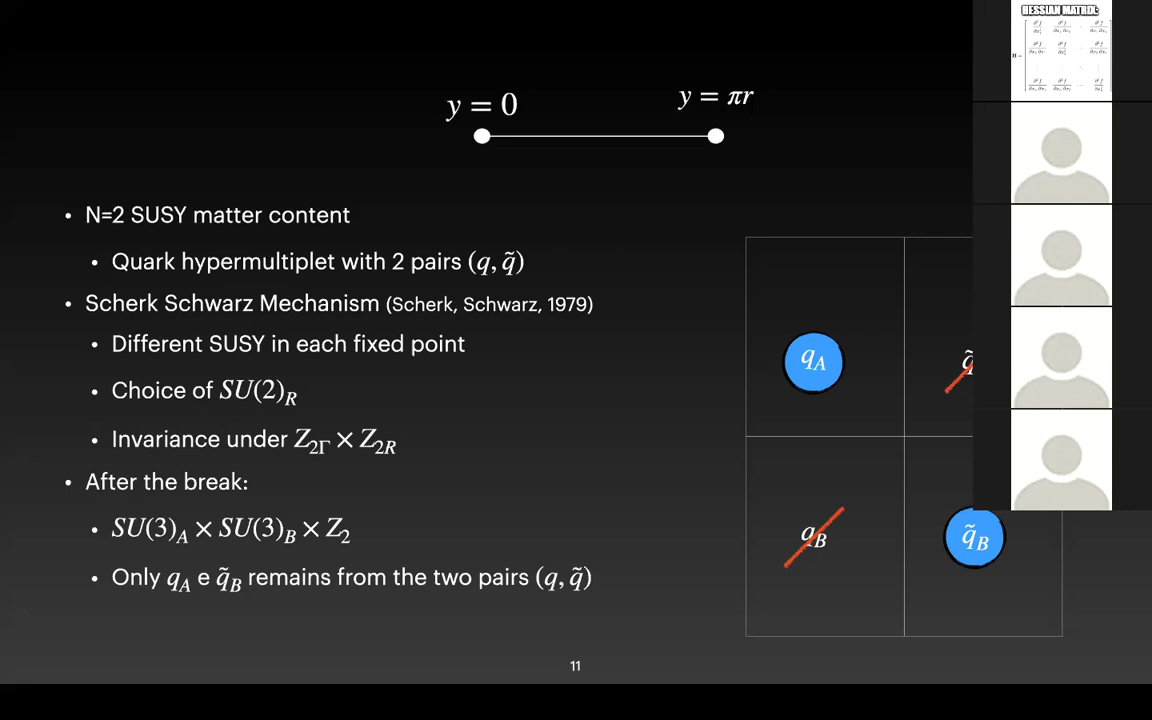 HESSIAN MATRIX:
y = 0
y = πr
• N=2 SUSY matter content
• Quark hypermultiplet with 2 pairs (q, q̃)
• Scherk Schwarz Mechanism (Scherk, Schwarz, 1979)
• Different SUSY in each fixed point
• Choice of SU(2)_R
• Invariance under Z_2Γ × Z_2R
• After the break:
• SU(3)_A × SU(3)_B × Z_2
• Only q_A e q̃_B remains from the two pairs (q, q̃)
q_A
q_B
q̃_B
11